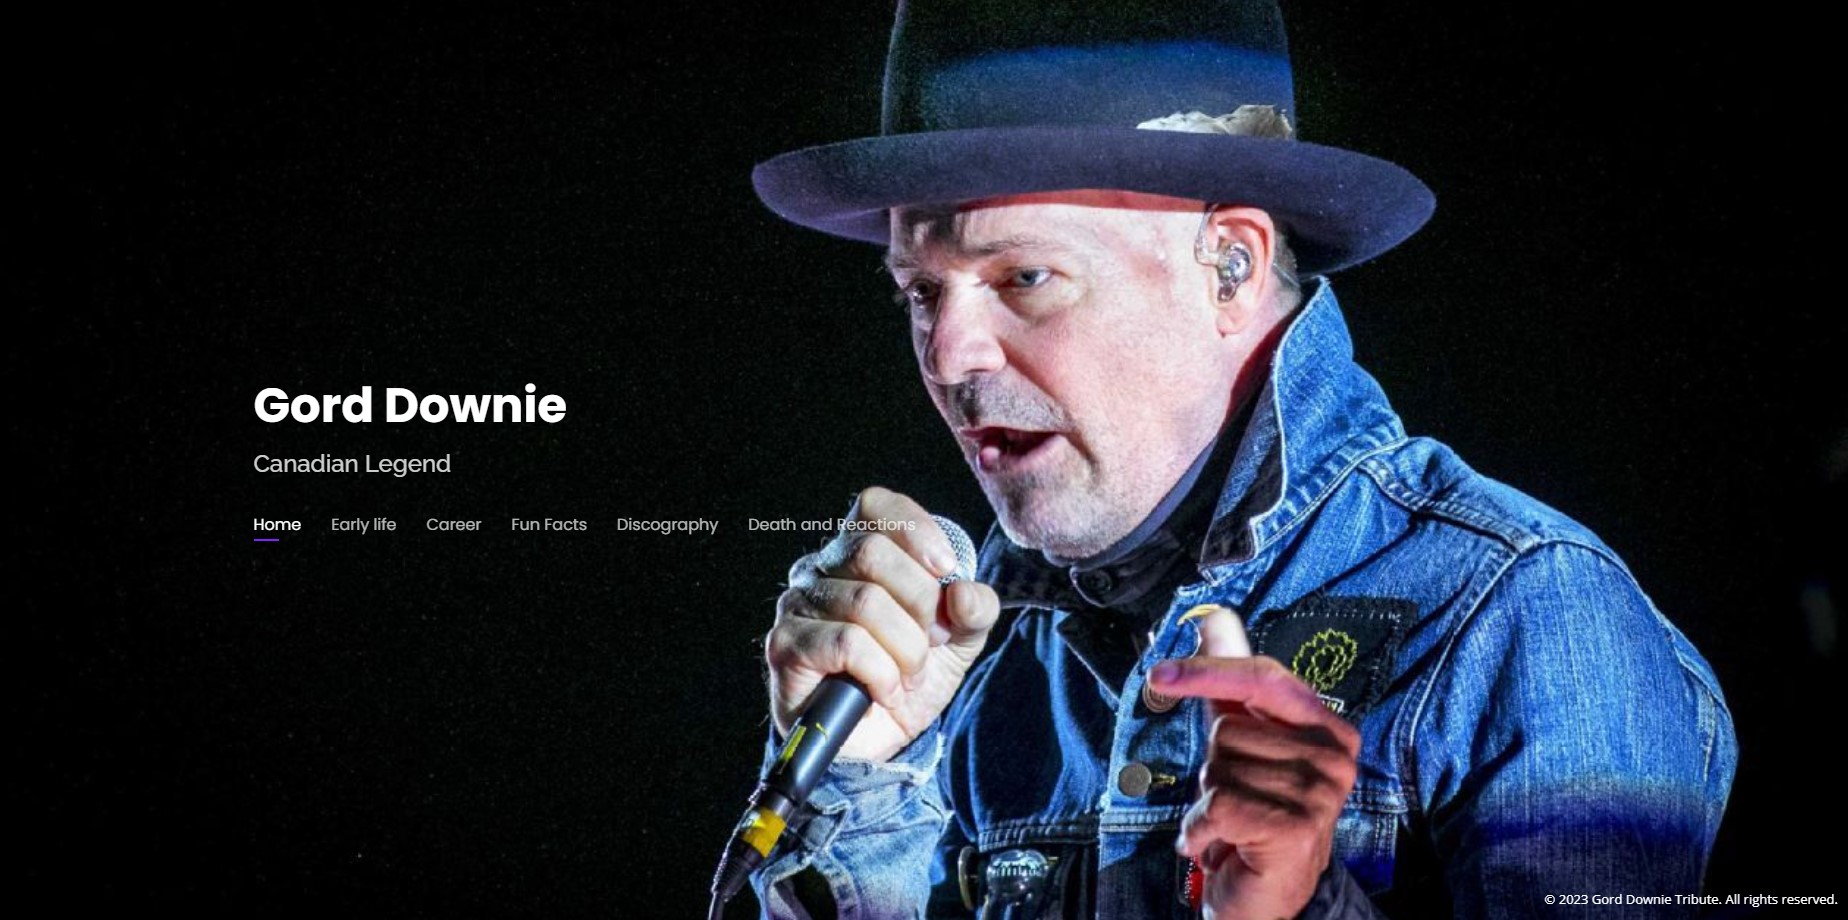 Gord Downie
Canadian Legend
Home Early life Career Fun Facts Discography Death and Reactions
© 2023 Gord Downie Tribute. All rights reserved.